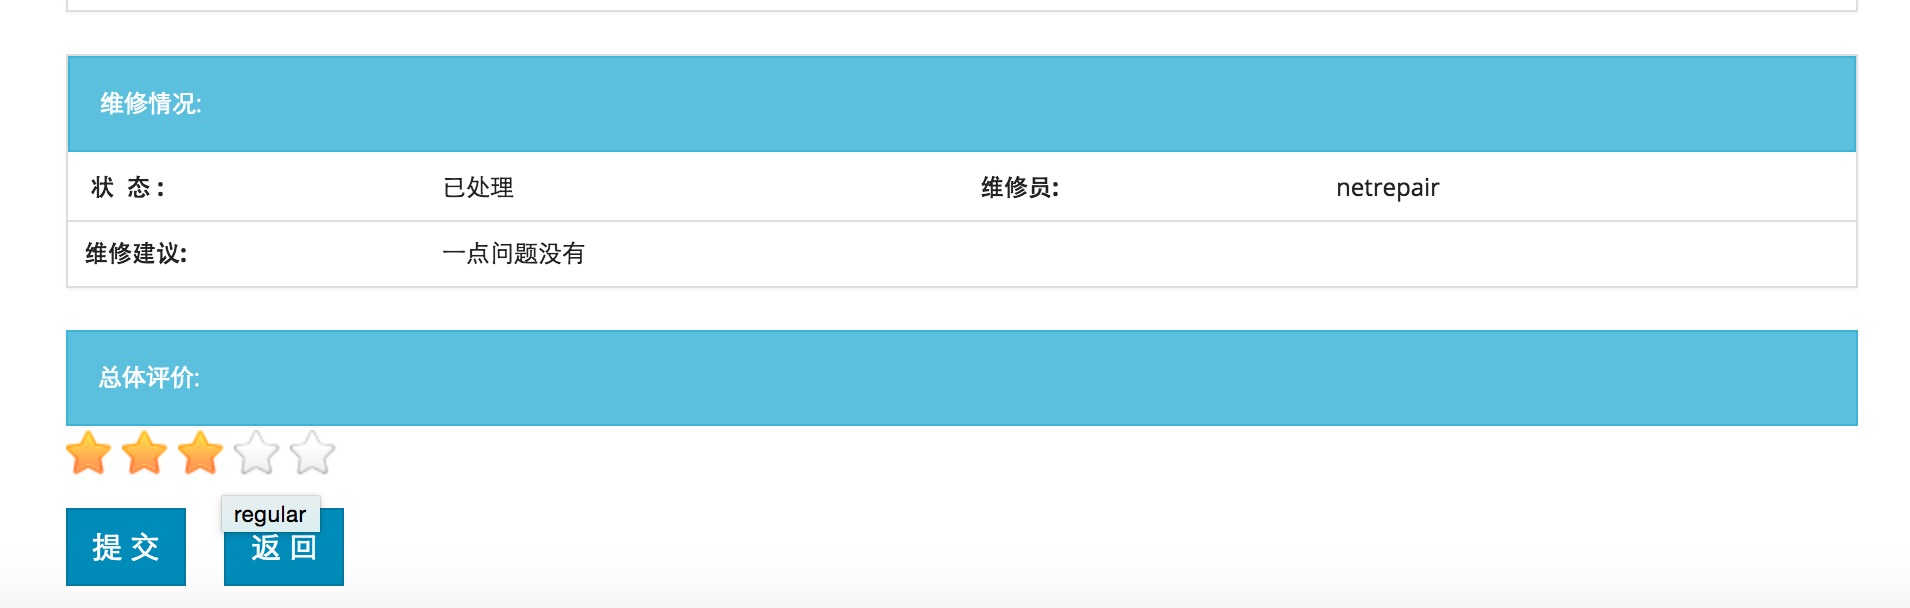 维修情况:
状 态 : 已处理 维修员: netrepair
维修建议: 一点问题没有
总体评价:
regular
提 交 返 回